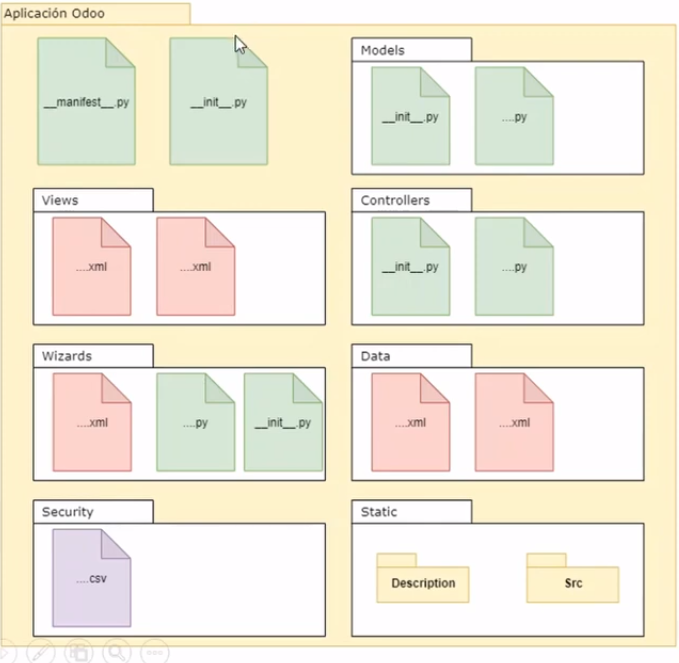 Aplicación Odoo
__manifest__.py
__init__.py
Models
__init__.py
....py
Views
....xml
....xml
Controllers
__init__.py
....py
Wizards
....xml
....py
__init__.py
Data
....xml
....xml
Security
....csv
Static
Description
Src